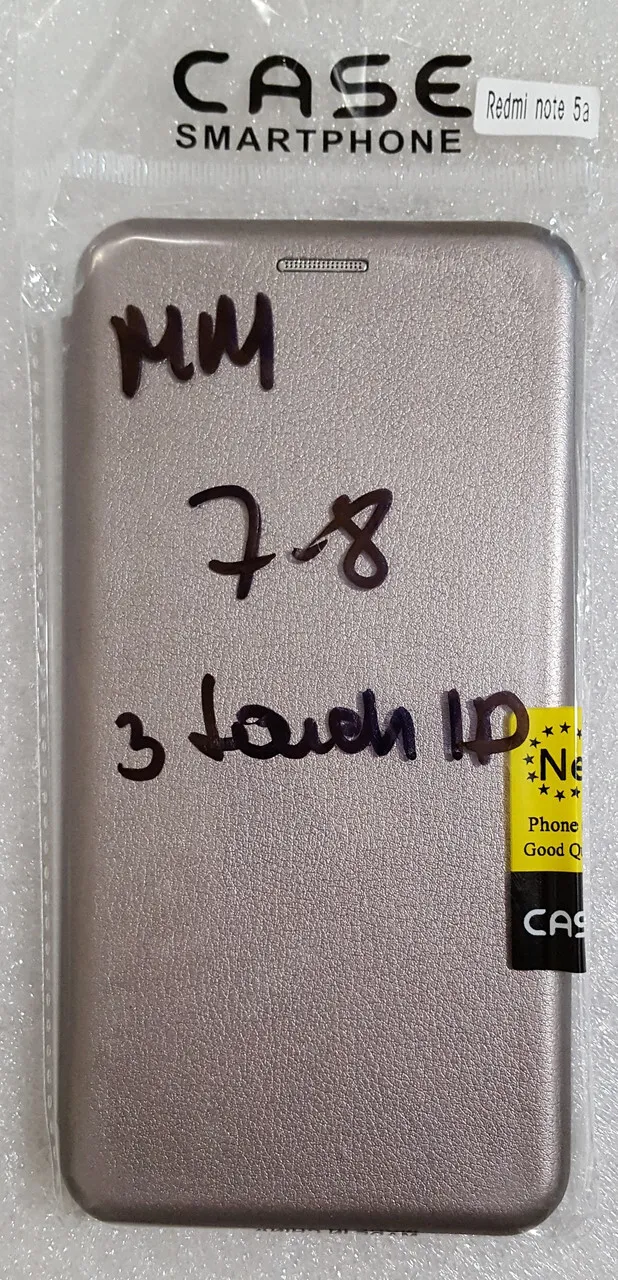 CASE
SMARTPHONE
Redmi note 5a
MM
7-8
3 touch ID
Ne
Phone
Good Q
CAS